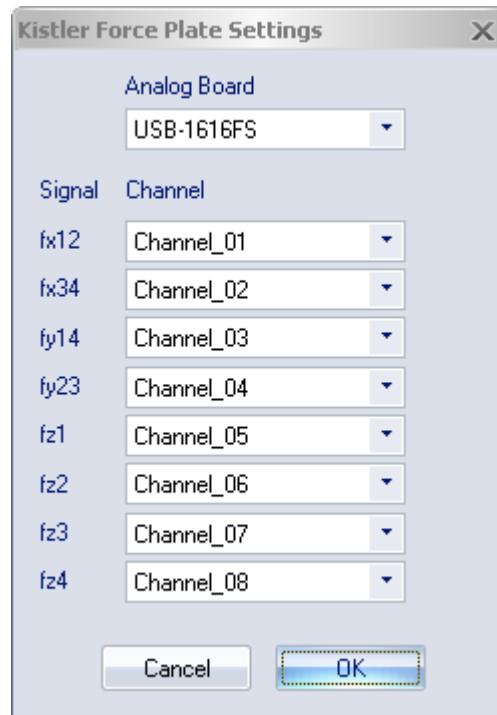 Kistler Force Plate Settings
Analog Board
USB-1616FS
Signal Channel
fx12 Channel_01
fx34 Channel_02
fy14 Channel_03
fy23 Channel_04
fz1 Channel_05
fz2 Channel_06
fz3 Channel_07
fz4 Channel_08
Cancel OK